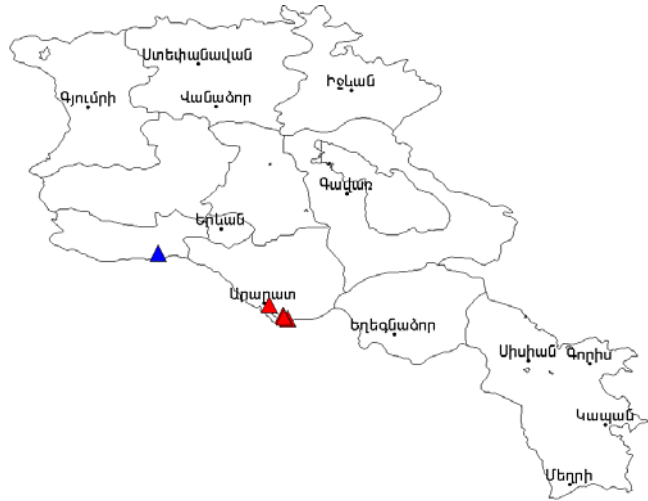 Ստեփանավան
Իջևան
Գյումրի
Վանաձոր
Գավառ
Երևան
Արարատ
Եղեգնաձոր
Սիսիան
Գորիս
Կապան
Մեղրի